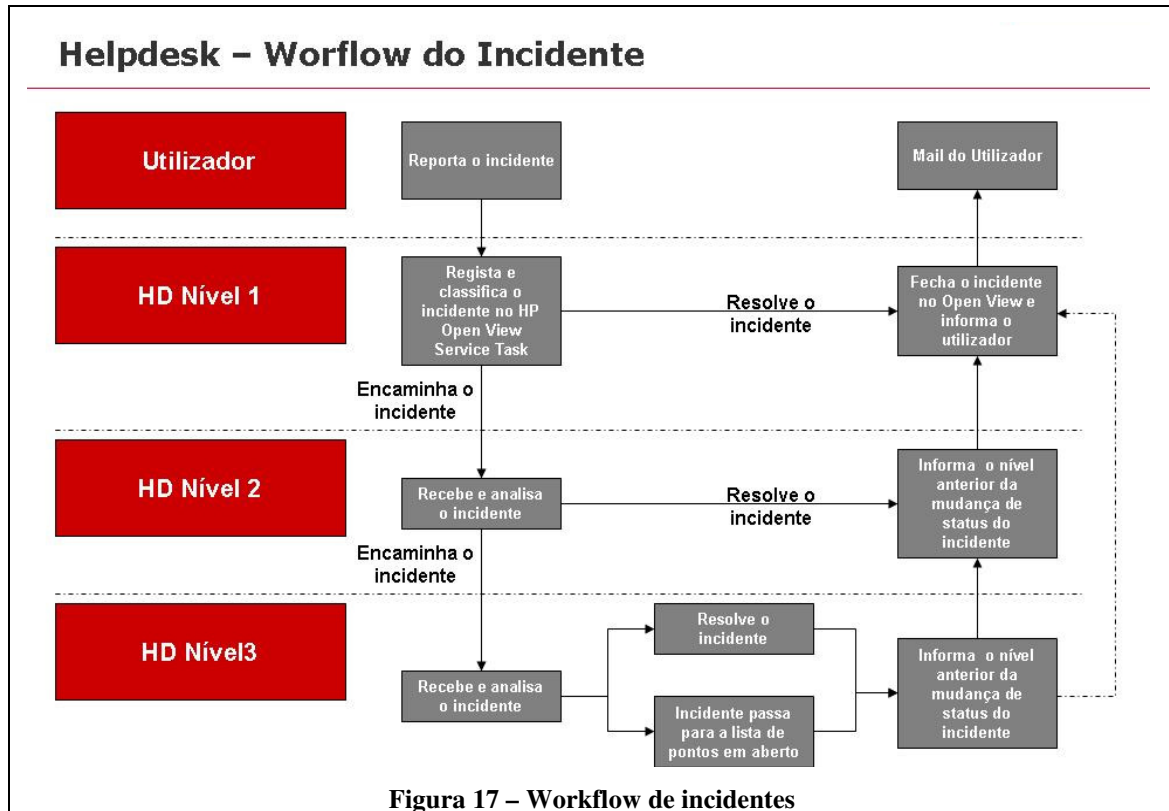 Helpdesk – Worflow do Incidente
Utilizador
Reporta o incidente
Mail do Utilizador
HD Nível 1
Regista e
classifica o
incidente no HP
Open View
Service Task
Resolve o
incidente
Fecha o incidente
no Open View e
informa o
utilizador
Encaminha o
incidente
HD Nível 2
Recebe e analisa
o incidente
Resolve o
incidente
Informa o nível
anterior da
mudança de
status do
incidente
Encaminha o
incidente
HD Nível3
Recebe e analisa
o incidente
Resolve o
incidente
Incidente passa
para a lista de
pontos em aberto
Informa o nível
anterior da
mudança de
status do
incidente
Figura 17 – Workflow de incidentes